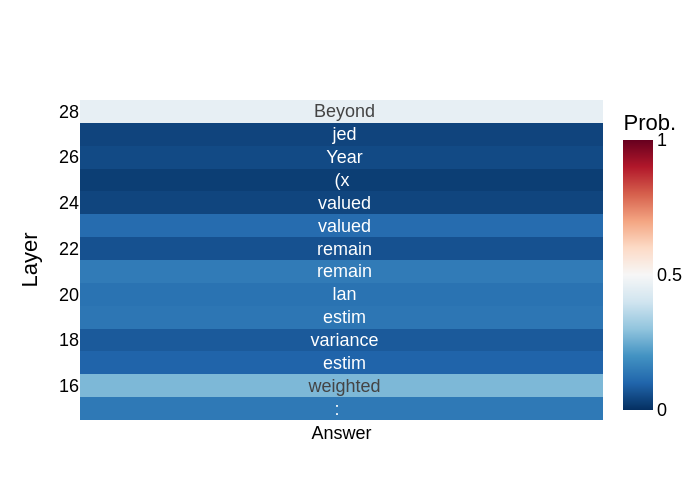 Beyond
jed
Year
(x
valued
valued
remain
remain
lan
estim
variance
estim
weighted
:
28
26
24
22
20
18
16
Layer
Answer
Prob.
1
0.5
0